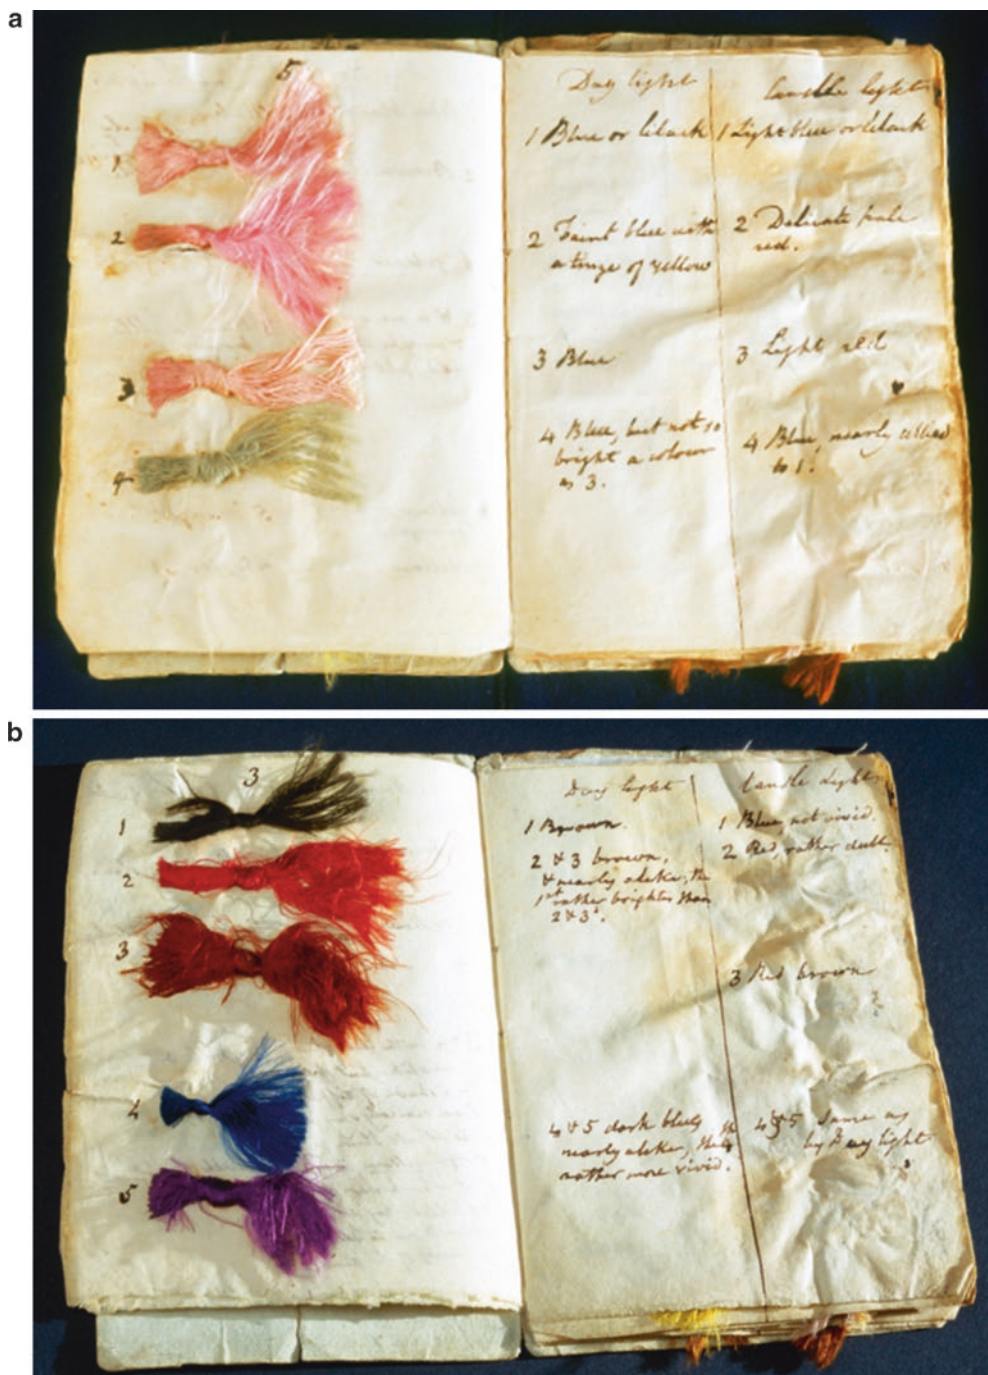 a
5
1
2
3
4
Day light
1 Blue or lilack
2 Faint blue with
a tinge of yellow
3 Blue
4 Blue, but not so
bright a colour
as 3.
Candle light
1 Light blue or lilack
2 Delicate pale
red.
3 Light red
4 Blue, nearly allied
to 1.
b
3
1
2
3
4
5
Day light
1 Brown.
2 & 3 brown,
& nearly alike, the
1st rather brighter than
2 & 3.
4 & 5 dark blue,
nearly alike, the
rather more vivid.
Candle Light
1 Blue, not vivid.
2 Red, rather dull.
3 Red brown
4 & 5 Same as
by day light